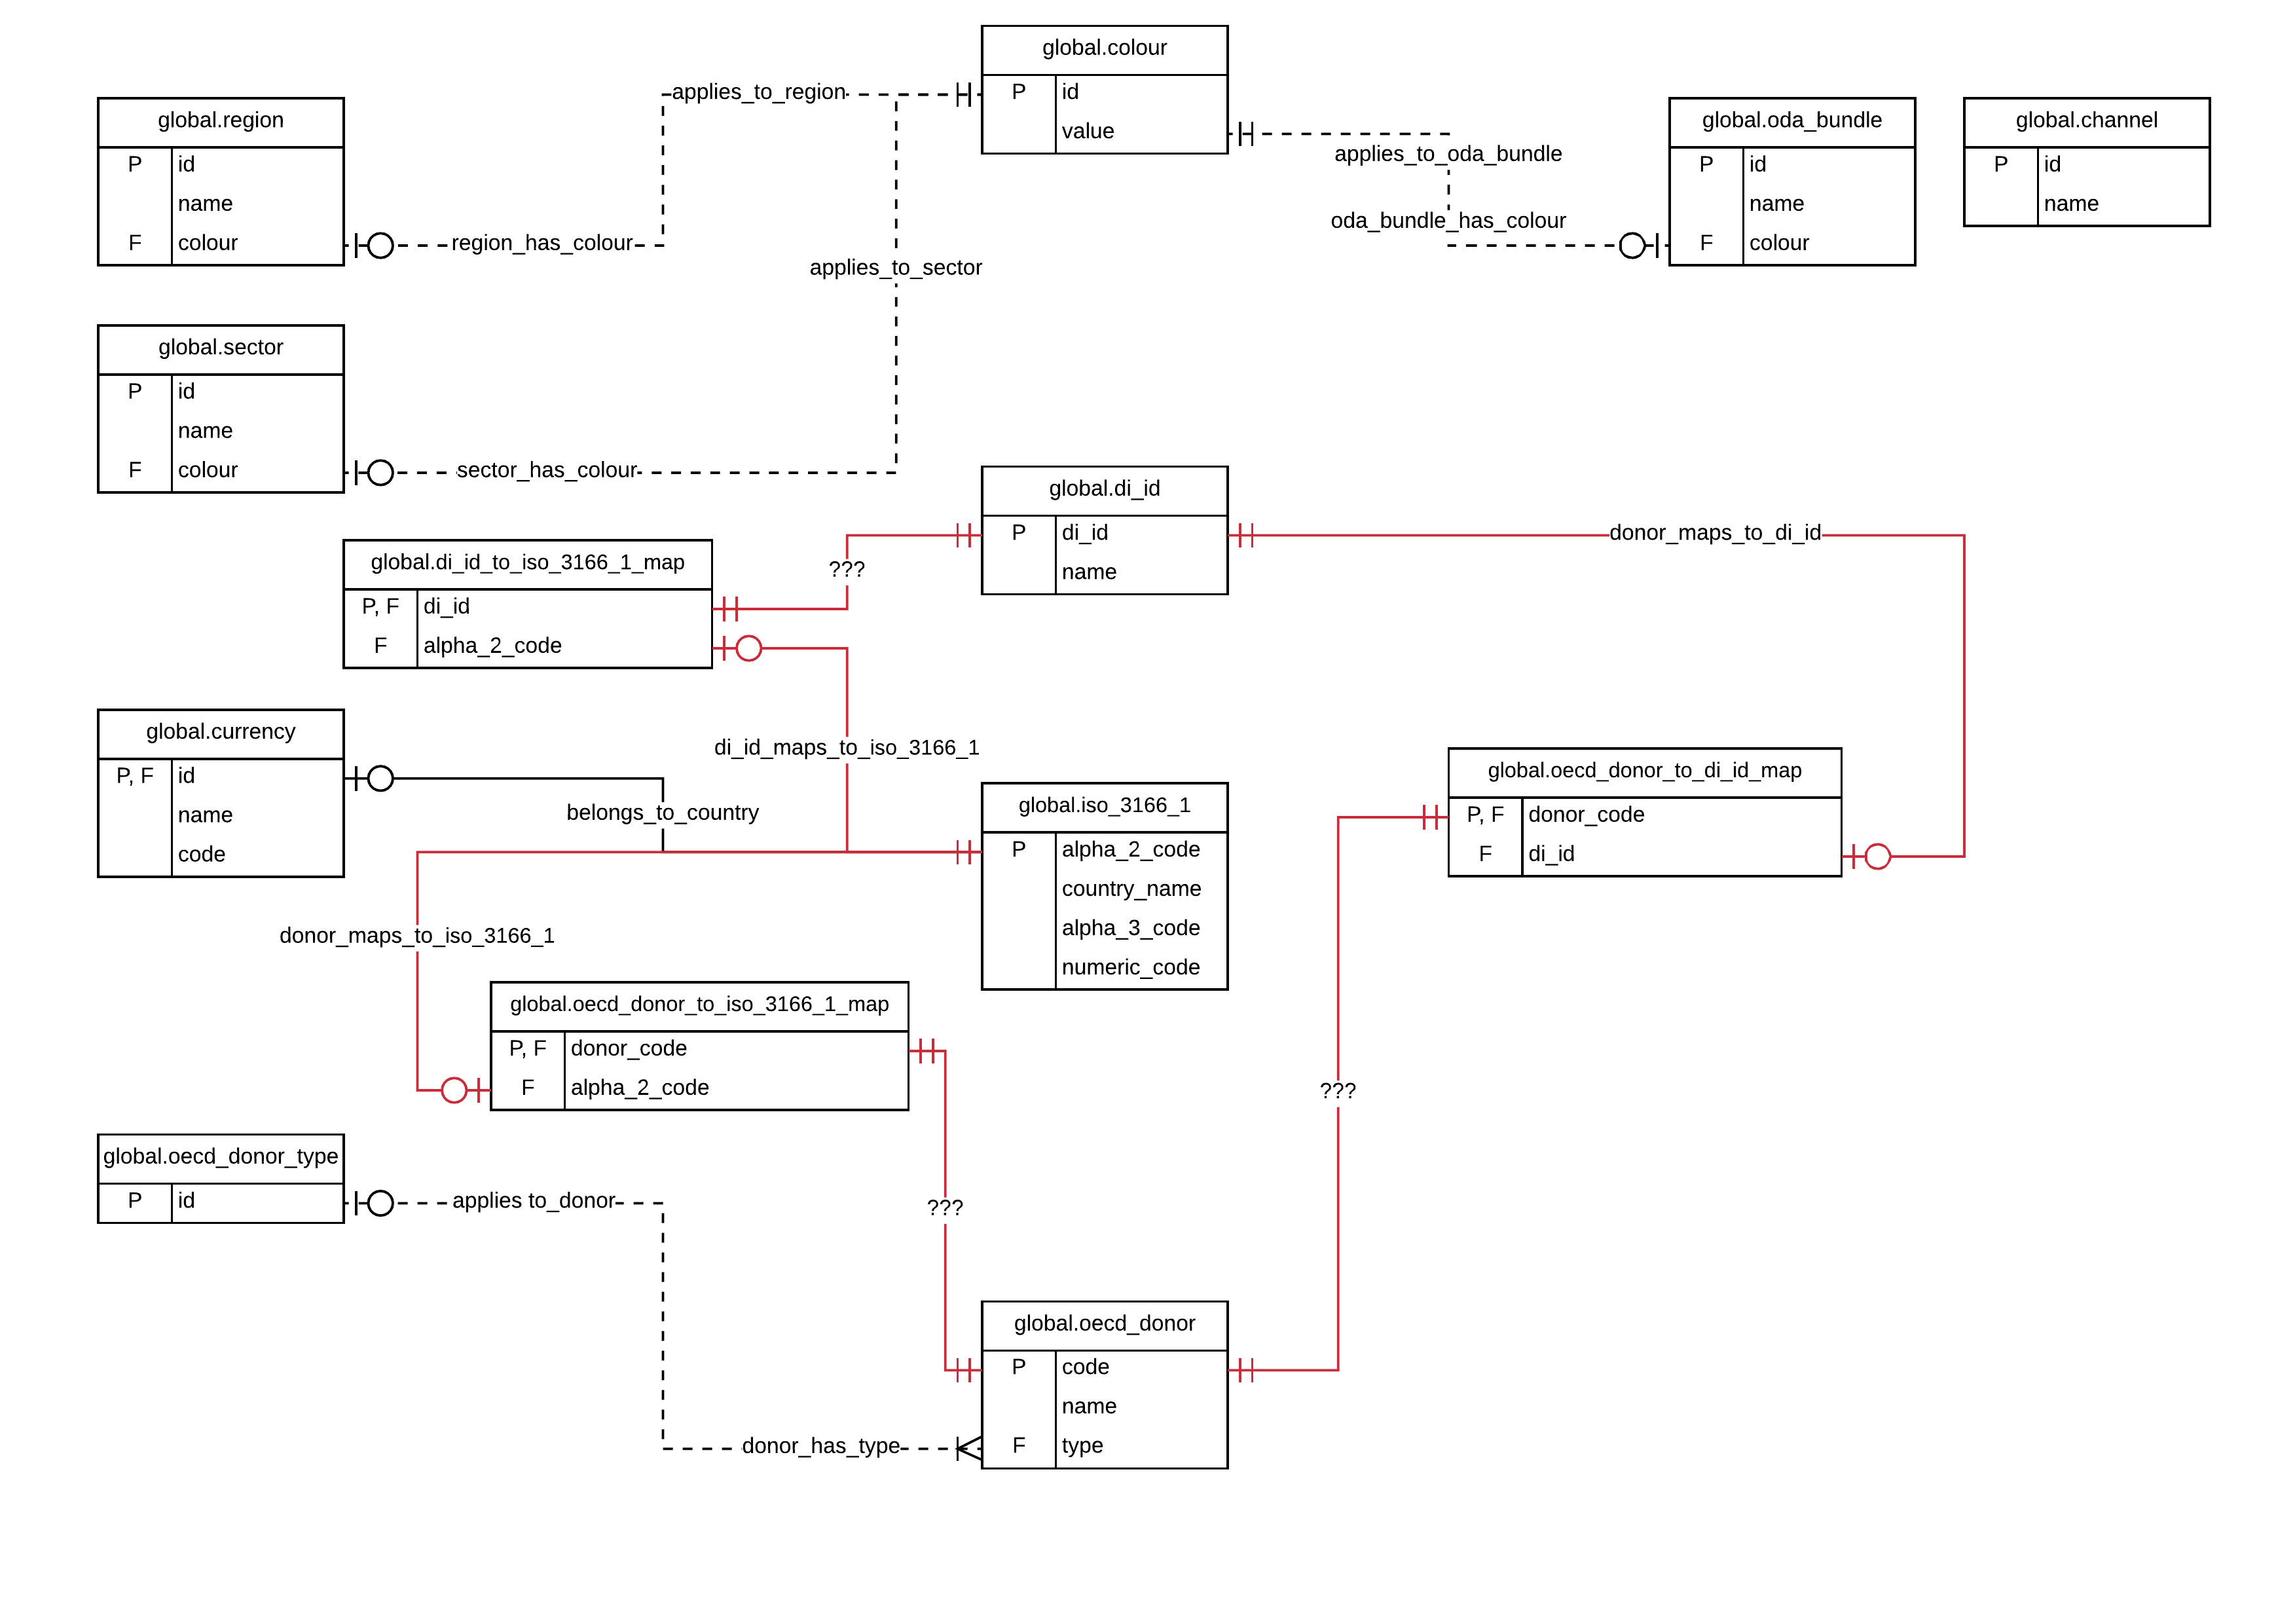 global.colour
P id
value
applies_to_region
applies_to_oda_bundle
oda_bundle_has_colour
global.region
P id
name
F colour
region_has_colour
global.oda_bundle
P id
name
F colour
global.channel
P id
name
applies_to_sector
global.sector
P id
name
F colour
sector_has_colour
global.di_id
P di_id
name
donor_maps_to_di_id
global.di_id_to_iso_3166_1_map
P, F di_id
F alpha_2_code
???
di_id_maps_to_iso_3166_1
global.currency
P, F id
name
code
belongs_to_country
global.iso_3166_1
P alpha_2_code
country_name
alpha_3_code
numeric_code
global.oecd_donor_to_di_id_map
P, F donor_code
F di_id
donor_maps_to_iso_3166_1
global.oecd_donor_to_iso_3166_1_map
P, F donor_code
F alpha_2_code
???
???
global.oecd_donor_type
P id
applies to_donor
donor_has_type
global.oecd_donor
P code
name
F type